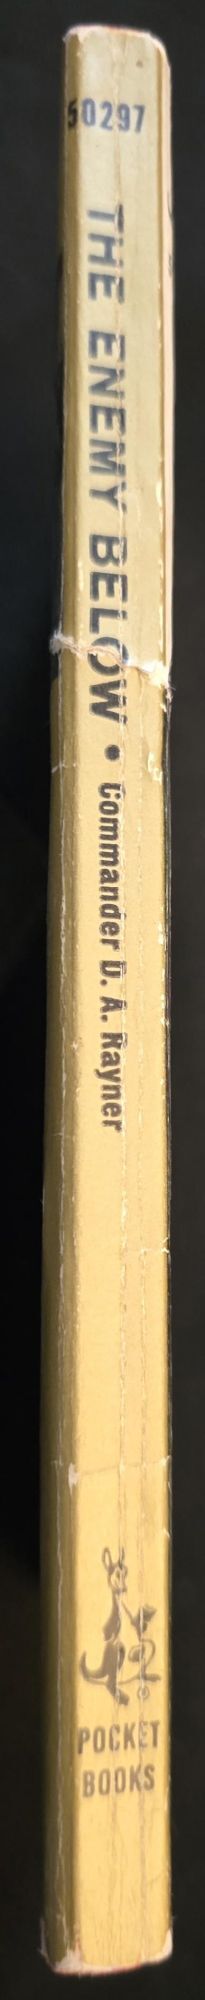 50297
THE ENEMY BELOW • Commander D. A. Rayner
POCKET
BOOKS